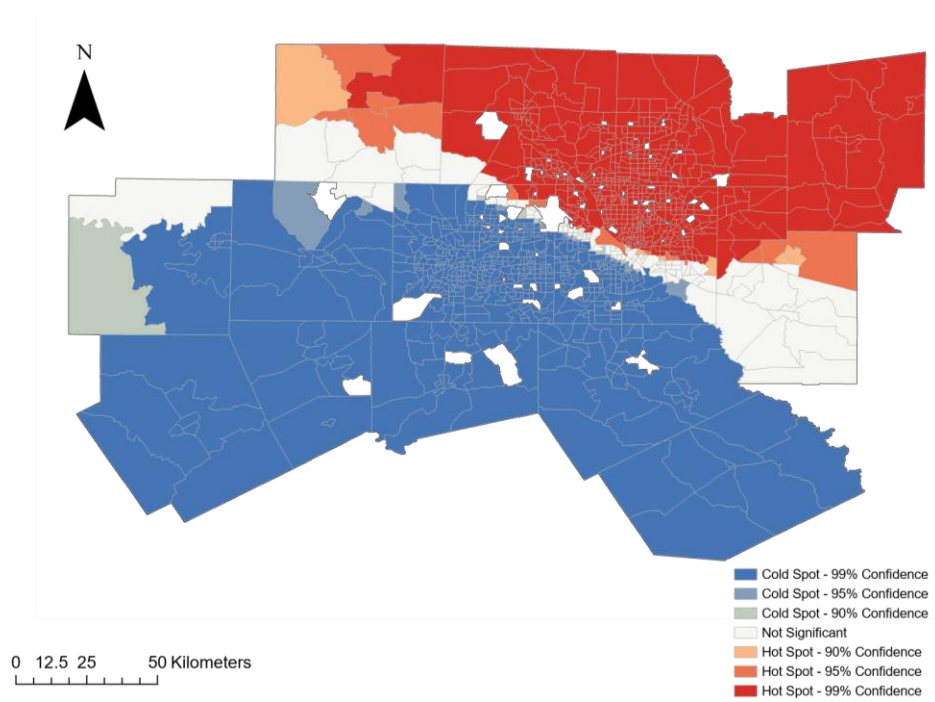 N
Cold Spot - 99% Confidence
Cold Spot - 95% Confidence
Cold Spot - 90% Confidence
Not Significant
Hot Spot - 90% Confidence
Hot Spot - 95% Confidence
Hot Spot - 99% Confidence
0 12.5 25 50 Kilometers